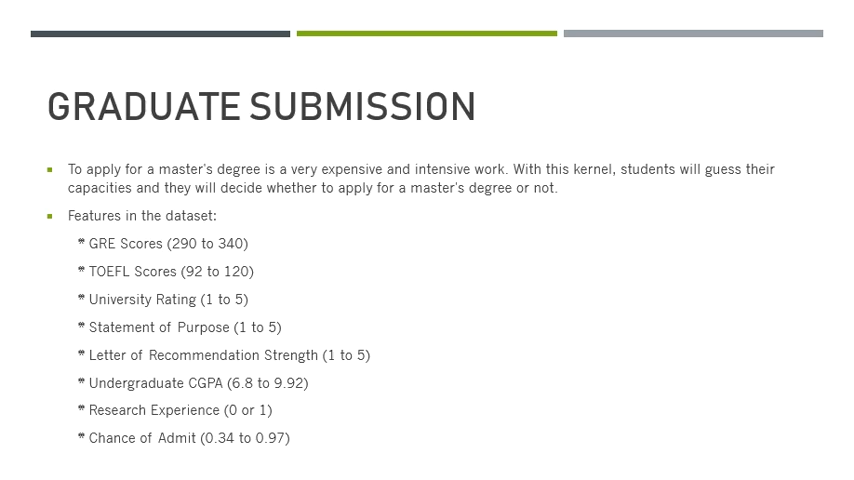 GRADUATE SUBMISSION
To apply for a master's degree is a very expensive and intensive work. With this kernel, students will guess their
capacities and they will decide whether to apply for a master's degree or not.
Features in the dataset:
* GRE Scores (290 to 340)
* TOEFL Scores (92 to 120)
* University Rating (1 to 5)
* Statement of Purpose (1 to 5)
* Letter of Recommendation Strength (1 to 5)
* Undergraduate CGPA (6.8 to 9.92)
* Research Experience (0 or 1)
* Chance of Admit (0.34 to 0.97)